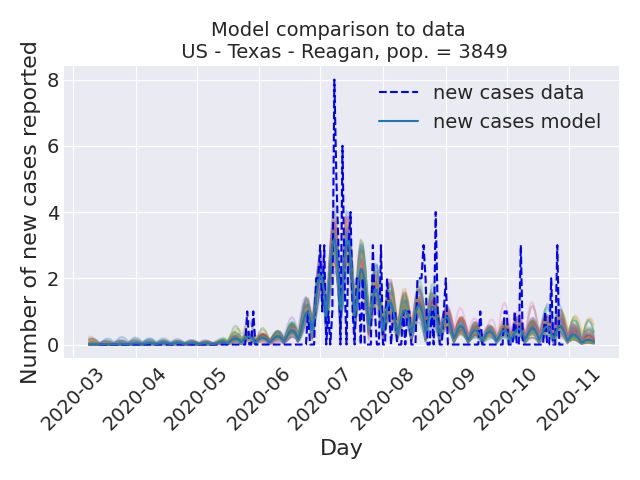 Model comparison to data
US - Texas - Reagan, pop. = 3849
Number of new cases reported
8
6
4
2
0
new cases data
new cases model
2020-03
2020-04
2020-05
2020-06
2020-07
2020-08
2020-09
2020-10
2020-11
Day